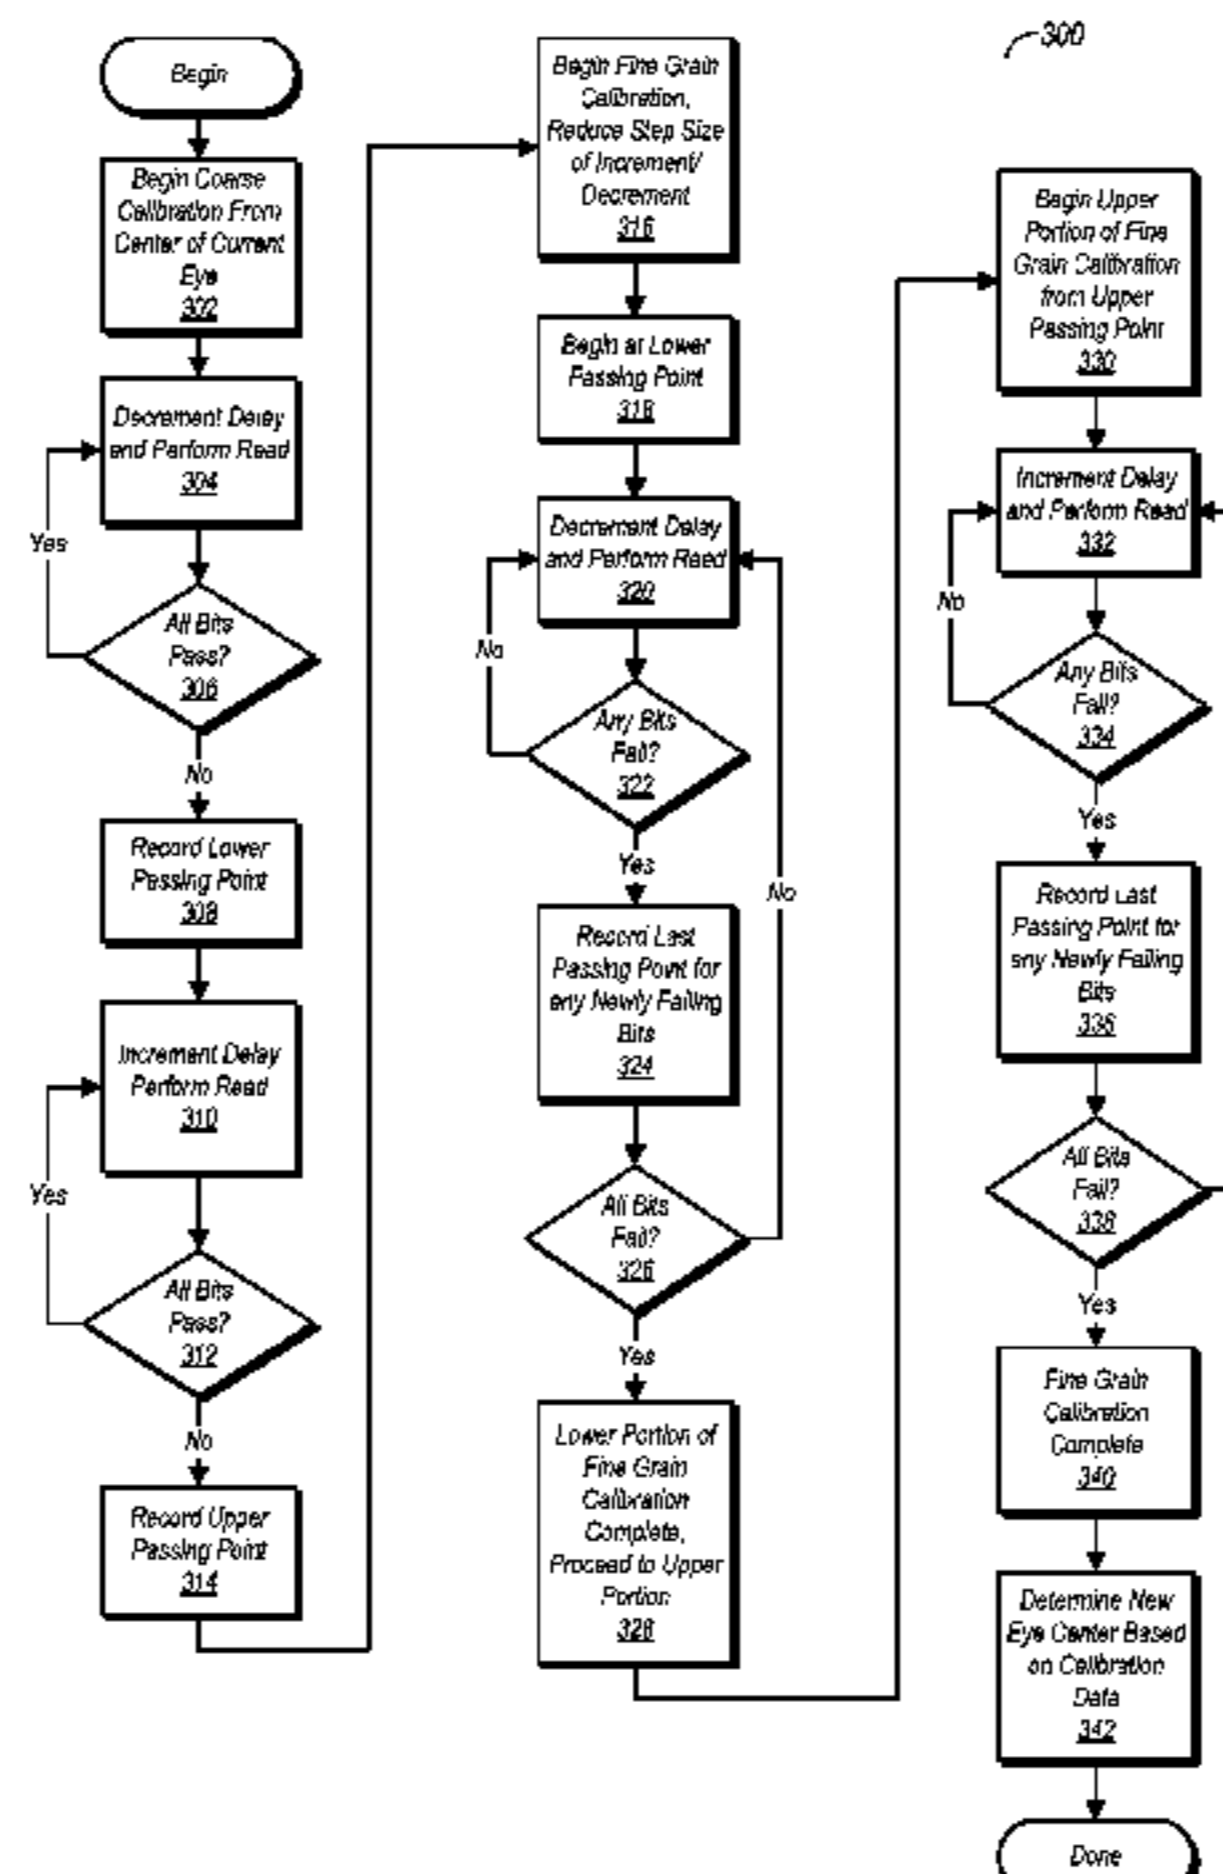 Begin
Begin Coarse
Calibration From
Center of Current
Eye
302
Decrement Delay
and Perform Read
304
Yes
All Bits
Pass?
306
No
Record Lower
Passing Point
308
Increment Delay
Perform Read
310
Yes
All Bits
Pass?
312
No
Record Upper
Passing Point
314
Begin Fine Grain
Calibration,
Reduce Step Size
of Increment/
Decrement
316
Begin at Lower
Passing Point
318
Decrement Delay
and Perform Read
320
No
Any Bits
Fail?
322
Yes
No
Record Last
Passing Point for
any Newly Failing
Bits
324
All Bits
Fail?
326
Yes
Lower Portion of
Fine Grain
Calibration
Complete,
Proceed to Upper
Portion
328
300
Begin Upper
Portion of Fine
Grain Calibration
from Upper
Passing Point
330
Increment Delay
and Perform Read
332
No
Any Bits
Fail?
334
Yes
Record Last
Passing Point for
any Newly Failing
Bits
336
All Bits
Fail?
338
Yes
Fine Grain
Calibration
Complete
340
Determine New
Eye Center Based
on Calibration
Data
342
Done